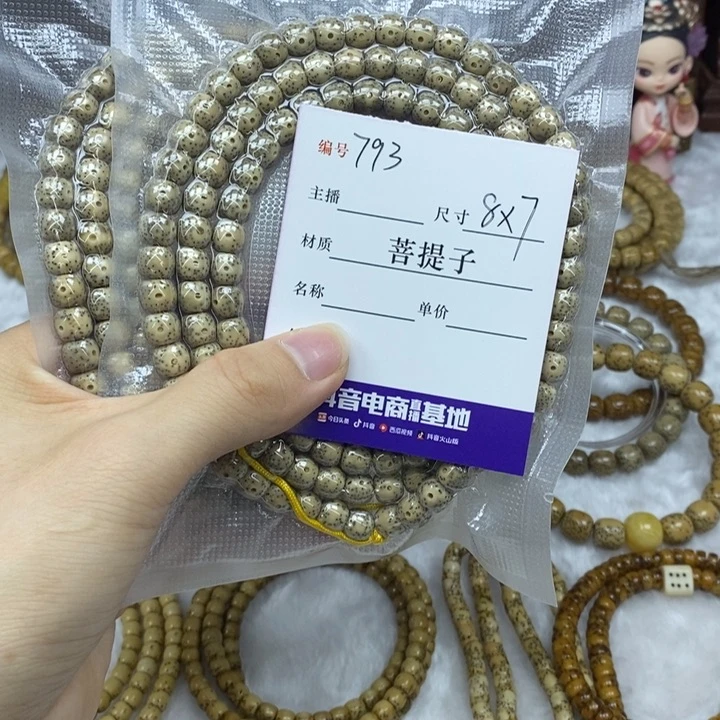 编号 793
主播 尺寸 8x7
材质 菩提子
名称 单价
抖音电商直播基地
今日头条 抖音 西瓜视频 抖音火山版